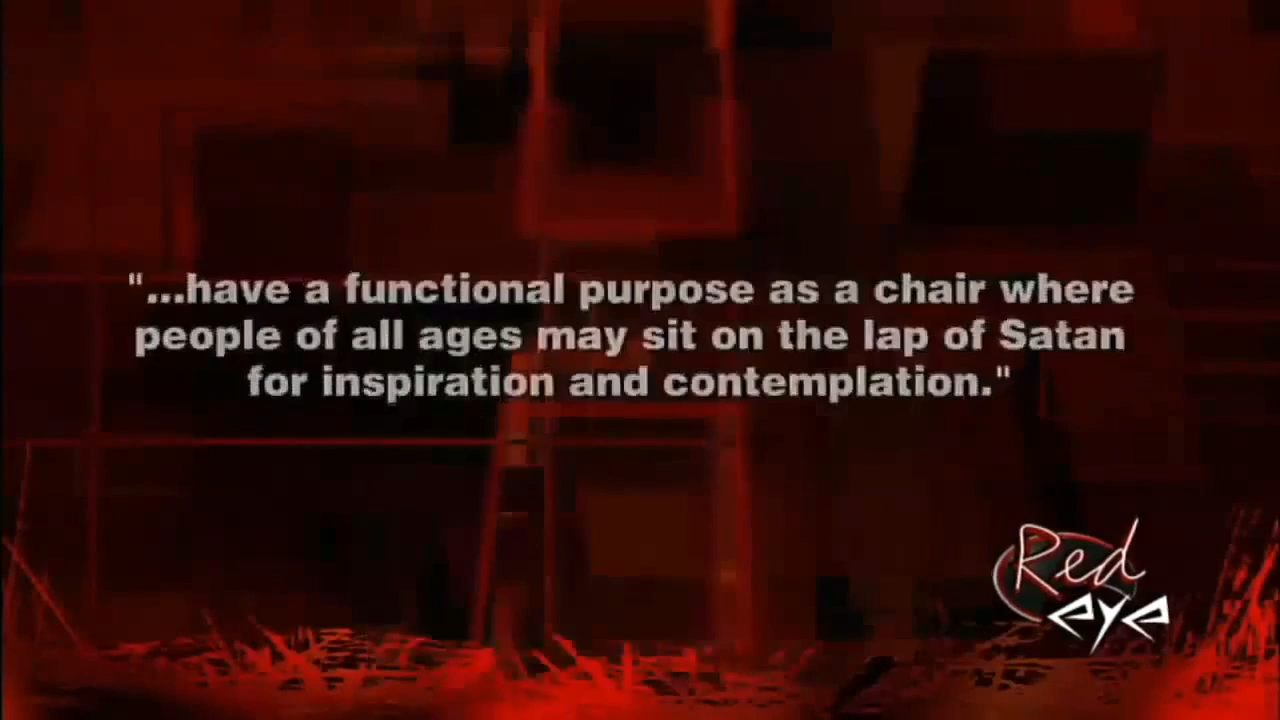 "...have a functional purpose as a chair where
people of all ages may sit on the lap of Satan
for inspiration and contemplation."
Red
eye